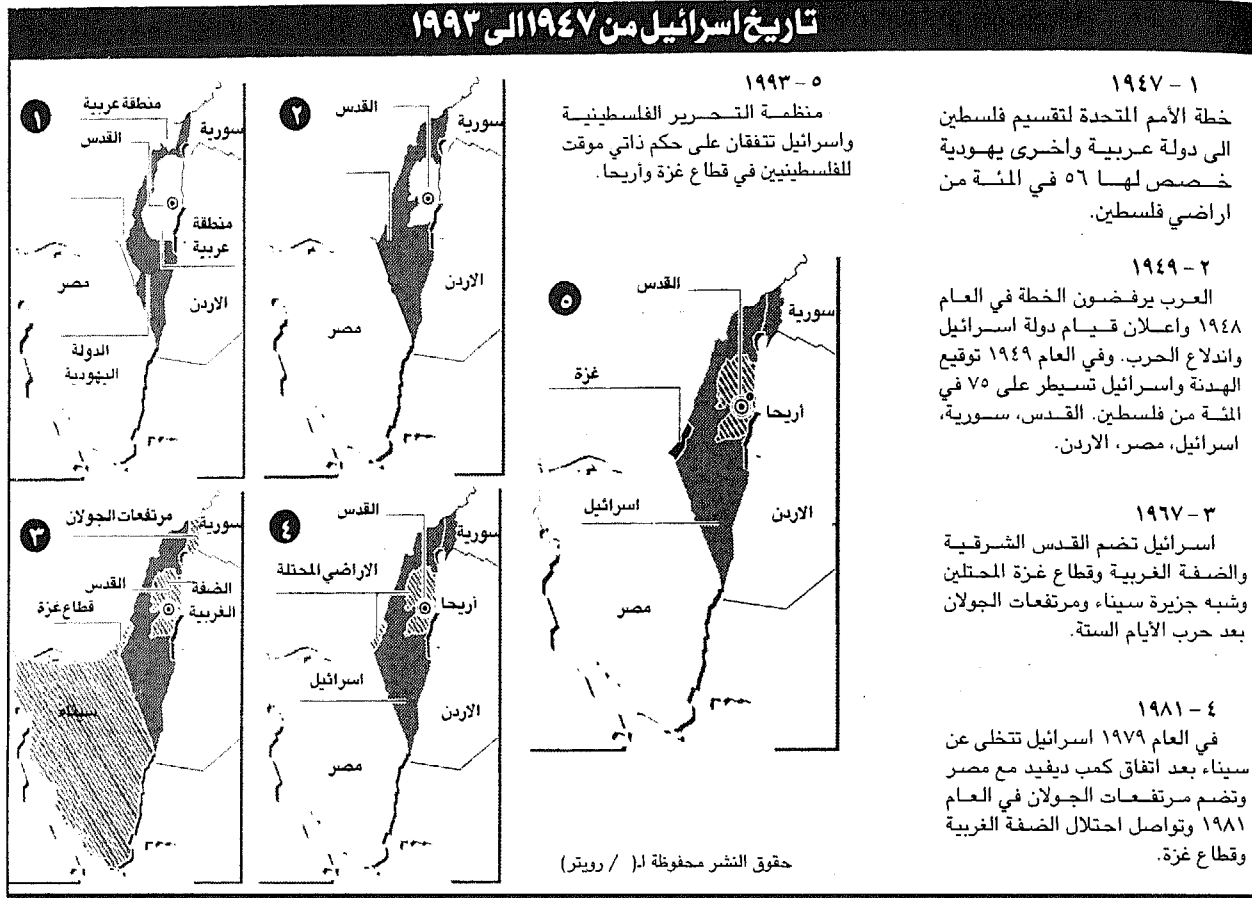 تاريخ اسرائيل من ١٩٤٧ الى ١٩٩٣
١ – ١٩٤٧
خطة الأمم المتحدة لتقسيم فلسطين
الى دولة عربية واخرى يهودية
خصص لها ٥٦ في المئة من
اراضي فلسطين.
٢ – ١٩٤٩
العرب يرفضون الخطة في العام
١٩٤٨ واعلان قيام دولة اسرائيل
واندلاع الحرب. وفي العام ١٩٤٩ توقيع
الهدنة واسرائيل تسيطر على ٧٥ في
المئة من فلسطين. القدس، سورية،
اسرائيل، مصر، الاردن.
٣ – ١٩٦٧
اسرائيل تضم القدس الشرقية
والضفة الغربية وقطاع غزة المحتلين
وشبه جزيرة سيناء ومرتفعات الجولان
بعد حرب الأيام الستة.
٤ – ١٩٨١
في العام ١٩٧٩ اسرائيل تتخلى عن
سيناء بعد اتفاق كمب ديفيد مع مصر
وتضم مرتفعات الجولان في العام
١٩٨١ وتواصل احتلال الضفة الغربية
وقطاع غزة.
٥ – ١٩٩٣
منظمة التحرير الفلسطينية
واسرائيل تتفقان على حكم ذاتي موقت
للفلسطينيين في قطاع غزة وأريحا.
٥
القدس
سورية
غزة
أريحا
اسرائيل
الاردن
مصر
حقوق النشر محفوظة لـ( / رويتر)
٢
القدس
سورية
الاردن
مصر
١
منطقة عربية
سورية
القدس
منطقة
عربية
مصر
الاردن
الدولة
اليهودية
٤
القدس
سورية
الاراضي المحتلة
أريحا
اسرائيل
الاردن
مصر
٣
مرتفعات الجولان
سورية
القدس
الضفة
الغربية
قطاع غزة
سيناء